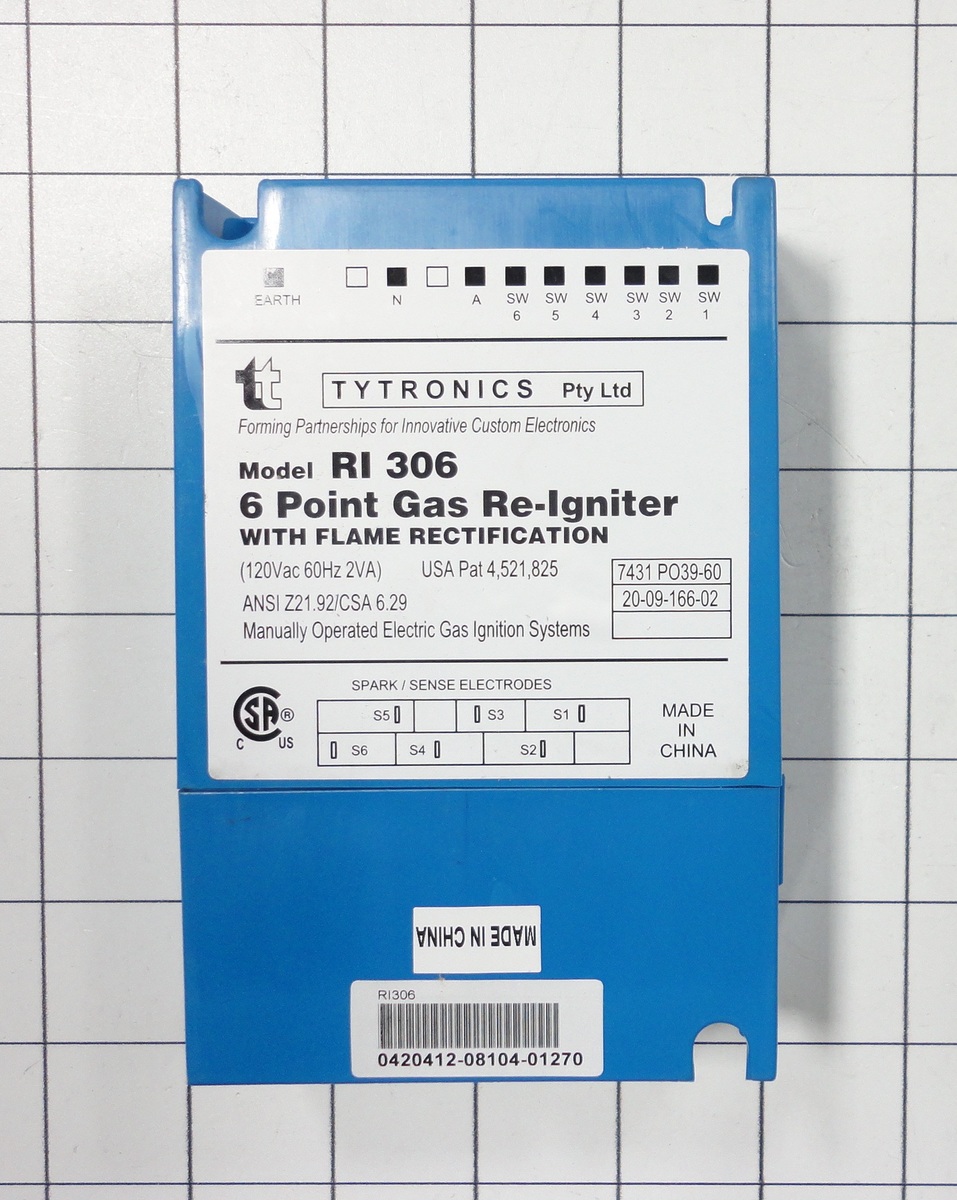 EARTH N A SW 6 SW 5 SW 4 SW 3 SW 2 SW 1
tt
TYTRONICS Pty Ltd
Forming Partnerships for Innovative Custom Electronics
Model RI 306
6 Point Gas Re-Igniter
WITH FLAME RECTIFICATION
(120Vac 60Hz 2VA) USA Pat 4,521,825
7431 PO39-60
ANSI Z21.92/CSA 6.29
20-09-166-02
Manually Operated Electric Gas Ignition Systems
SPARK / SENSE ELECTRODES
S5 S3 S1
S6 S4 S2
CSA ®
C US
MADE
IN
CHINA
MADE IN CHINA
RI306
0420412-08104-01270